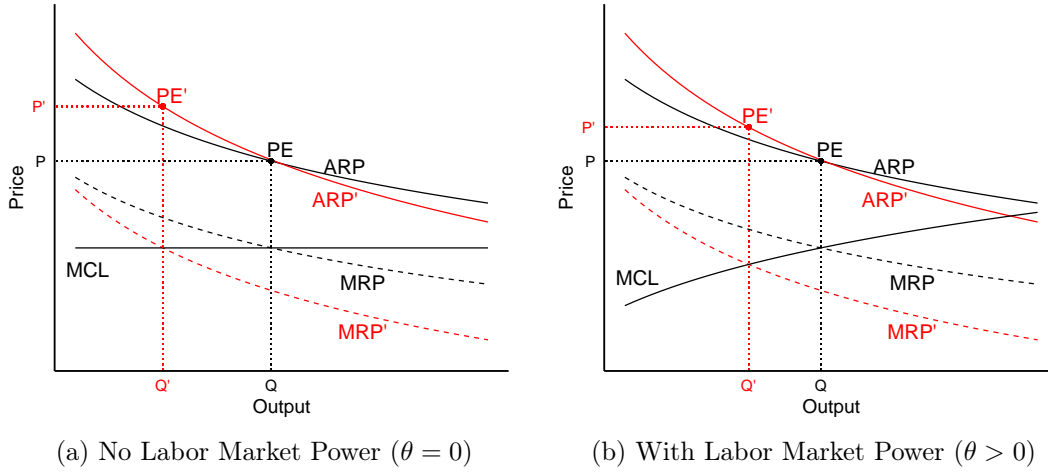 Price
P'
P
PE'
PE
ARP
ARP'
MCL
MRP
MRP'
Q'
Q
Output
(a) No Labor Market Power (θ = 0)
Price
P'
P
PE'
PE
ARP
ARP'
MCL
MRP
MRP'
Q'
Q
Output
(b) With Labor Market Power (θ > 0)